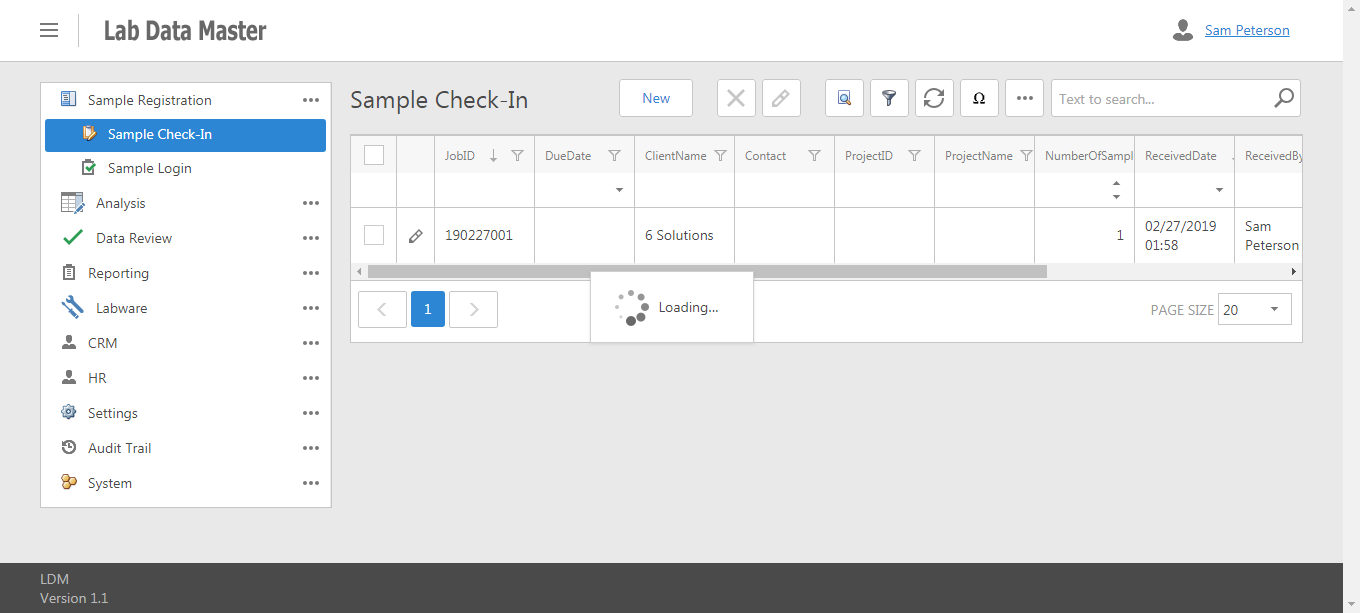 Lab Data Master
Sam Peterson
Sample Registration
Sample Check-In
Sample Login
Analysis
Data Review
Reporting
Labware
CRM
HR
Settings
Audit Trail
System
Sample Check-In
New
Ω
Text to search...
JobID DueDate ClientName Contact ProjectID ProjectName NumberOfSampl ReceivedDate ReceivedBy
190227001 6 Solutions 1 02/27/2019 Sam
01:58 Peterson
Loading...
1
PAGE SIZE 20
LDM
Version 1.1